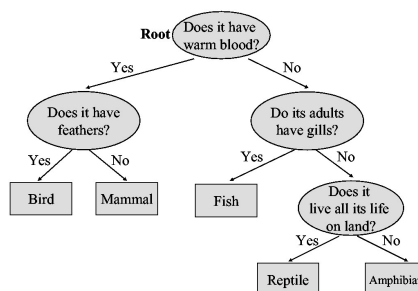 Root
Does it have
warm blood?
Yes
No
Does it have
feathers?
Do its adults
have gills?
Yes
No
Yes
No
Bird
Mammal
Fish
Does it
live all its life
on land?
Yes
No
Reptile
Amphibia